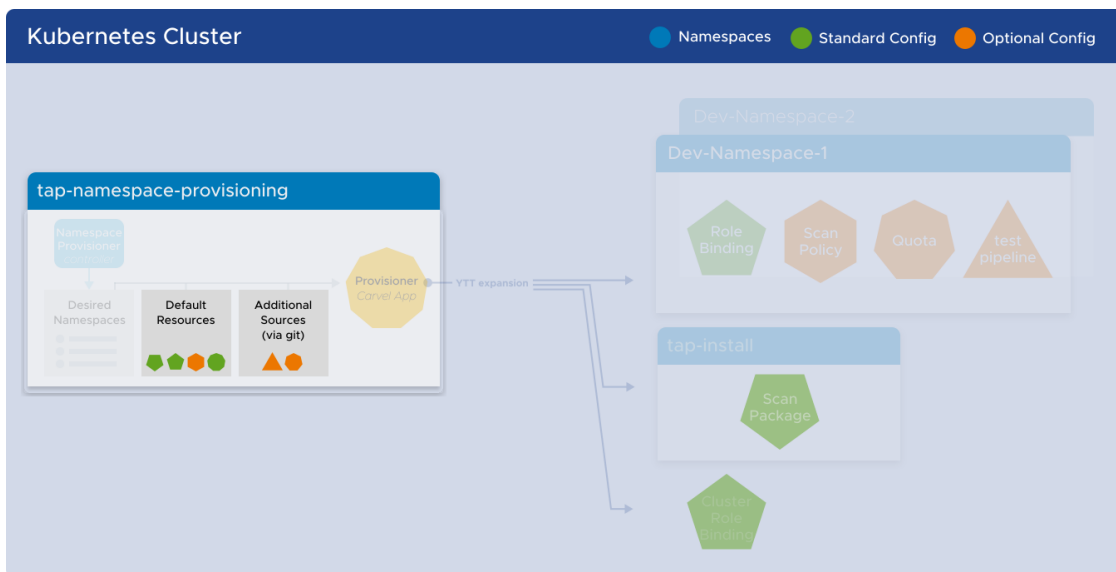 Kubernetes Cluster
Namespaces
Standard Config
Optional Config
Dev-Namespace-2
Dev-Namespace-1
tap-namespace-provisioning
Namespace
Provisioner
controller
Role
Binding
Scan
Policy
Quota
test
pipeline
Provisioner
Carvel App
YTT expansion
Desired
Namespaces
Default
Resources
Additional
Sources
(via git)
tap-install
Scan
Package
Cluster
Role
Binding